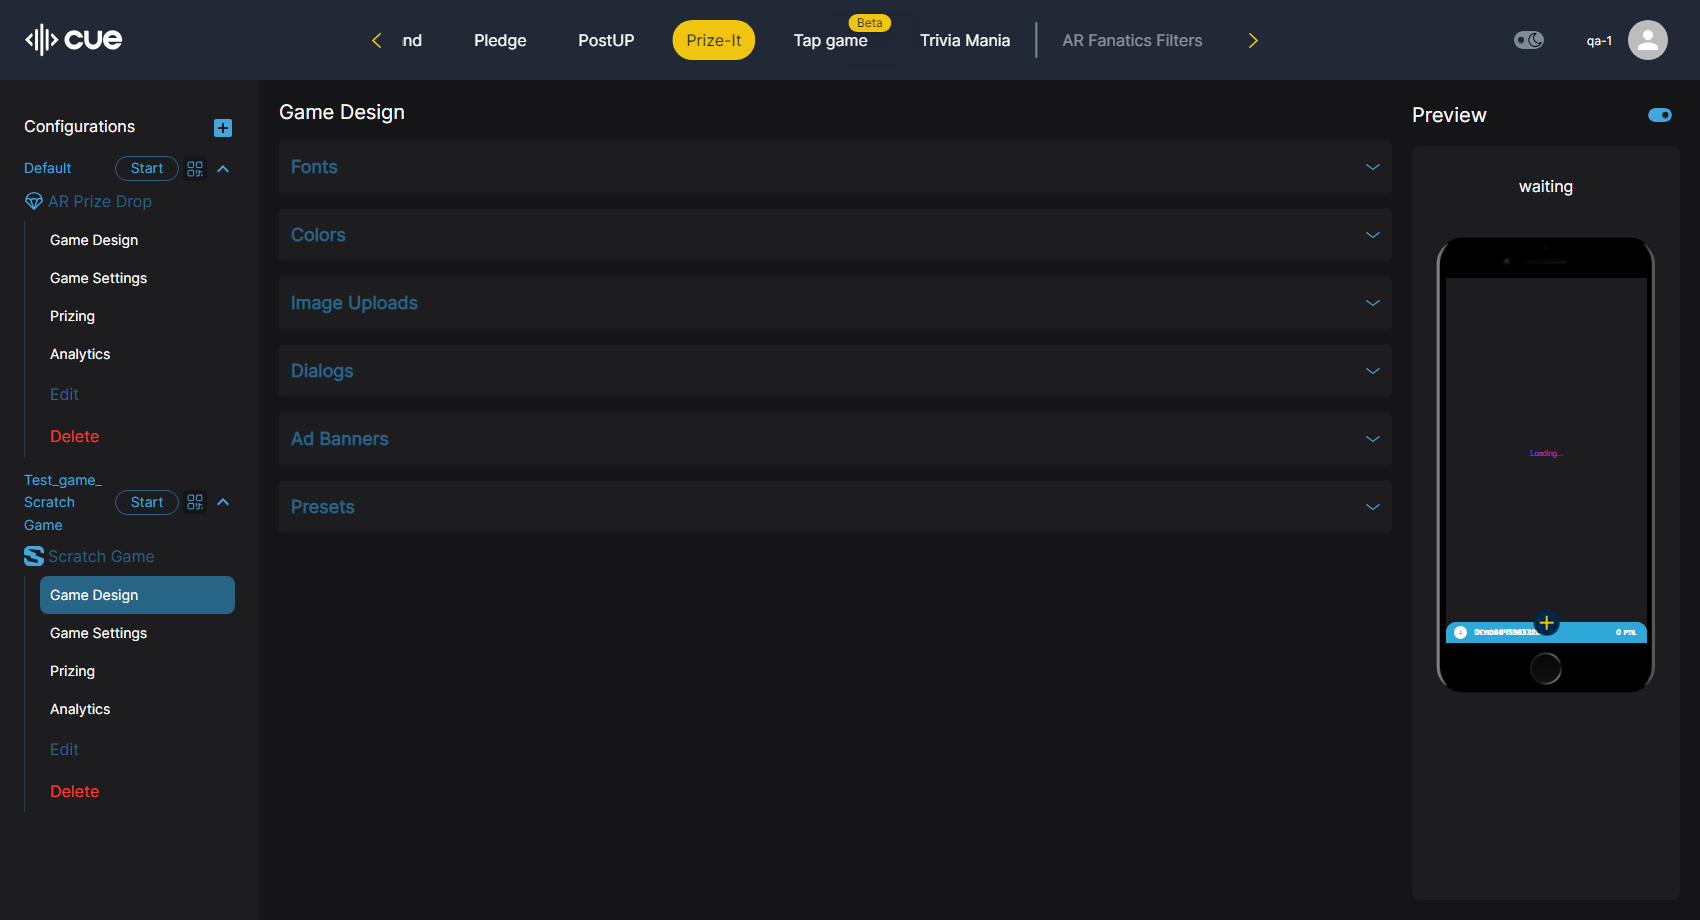 cue
nd
Pledge
PostUP
Prize-It
Beta
Tap game
Trivia Mania
AR Fanatics Filters
qa-1
Configurations
Default
Start
AR Prize Drop
Game Design
Game Settings
Prizing
Analytics
Edit
Delete
Test_game_
Scratch
Game
Start
Scratch Game
Game Design
Game Settings
Prizing
Analytics
Edit
Delete
Game Design
Fonts
Colors
Image Uploads
Dialogs
Ad Banners
Presets
Preview
waiting
Loading...
0 PTS.